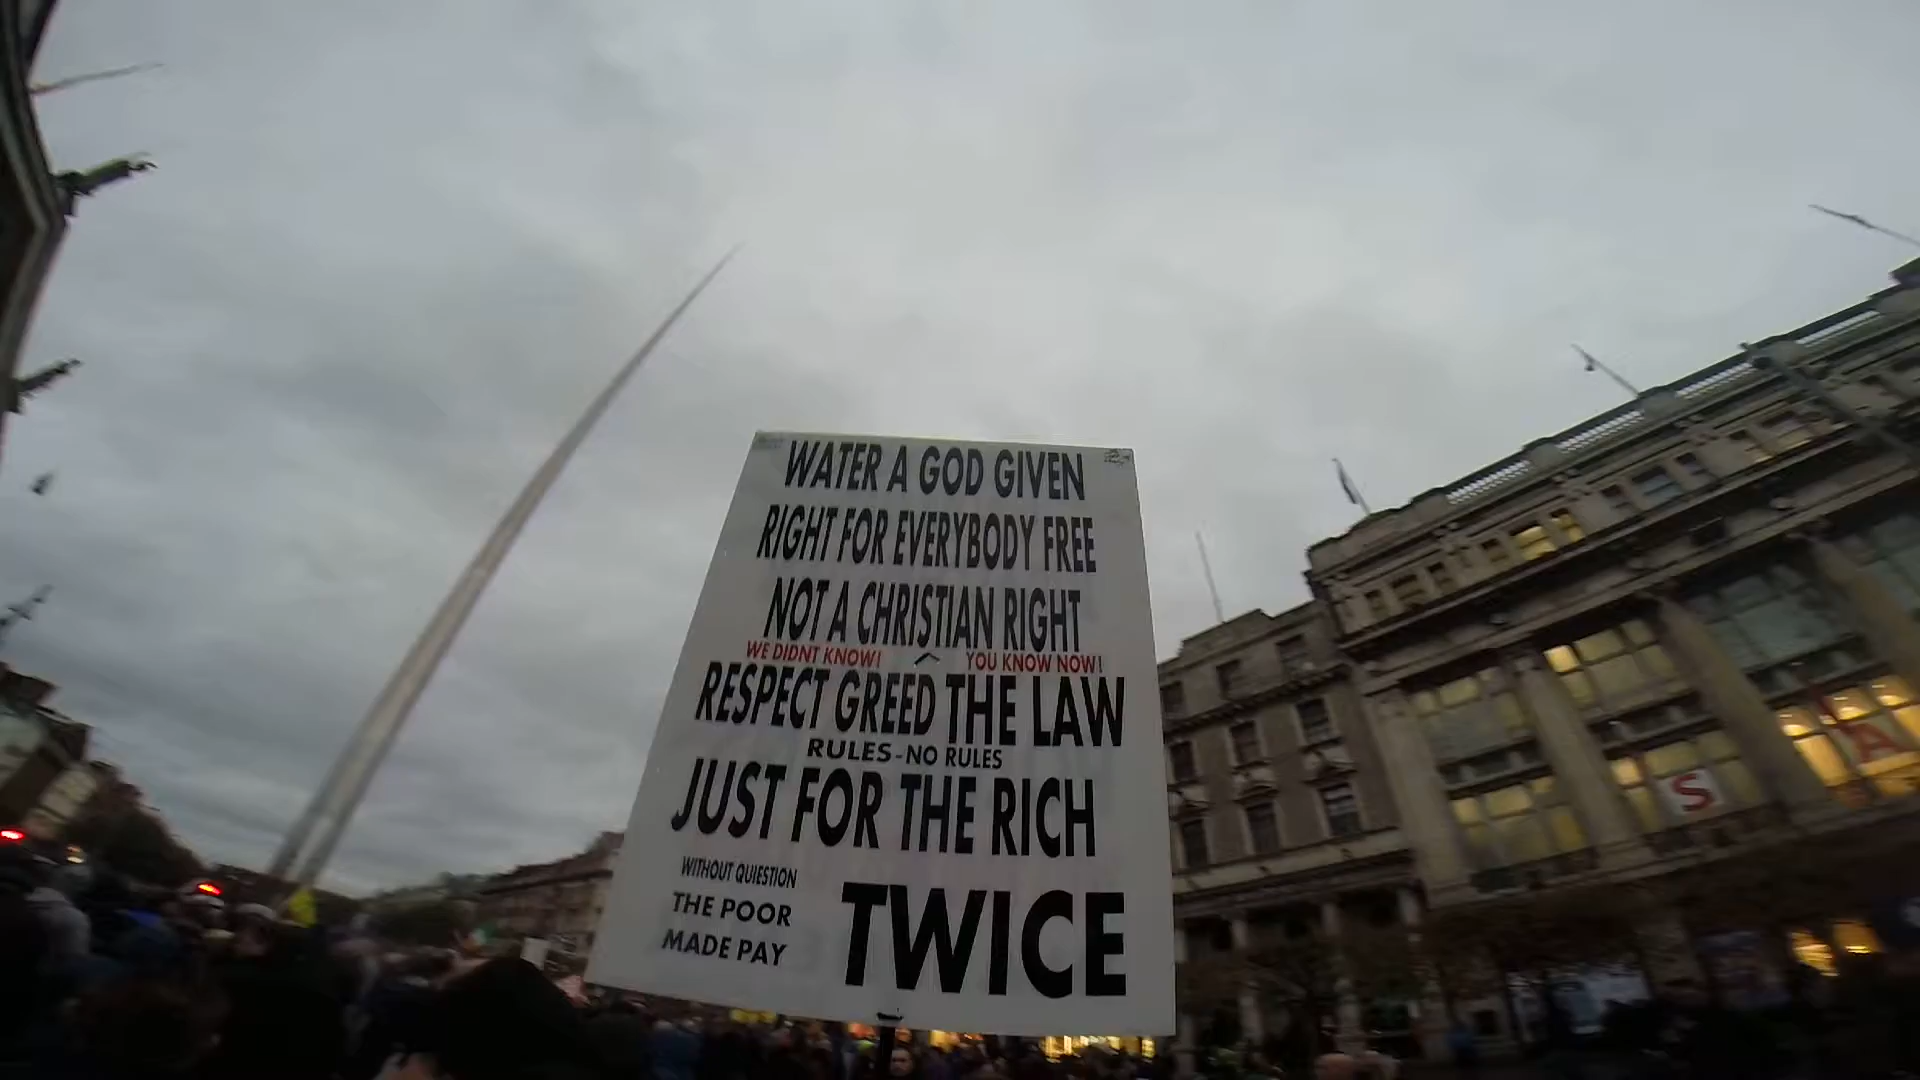 WATER A GOD GIVEN
RIGHT FOR EVERYBODY FREE
NOT A CHRISTIAN RIGHT
WE DIDNT KNOW! ^ YOU KNOW NOW!
RESPECT GREED THE LAW
RULES - NO RULES
JUST FOR THE RICH
WITHOUT QUIESTION
THE POOR
MADE PAY
TWICE
S
A